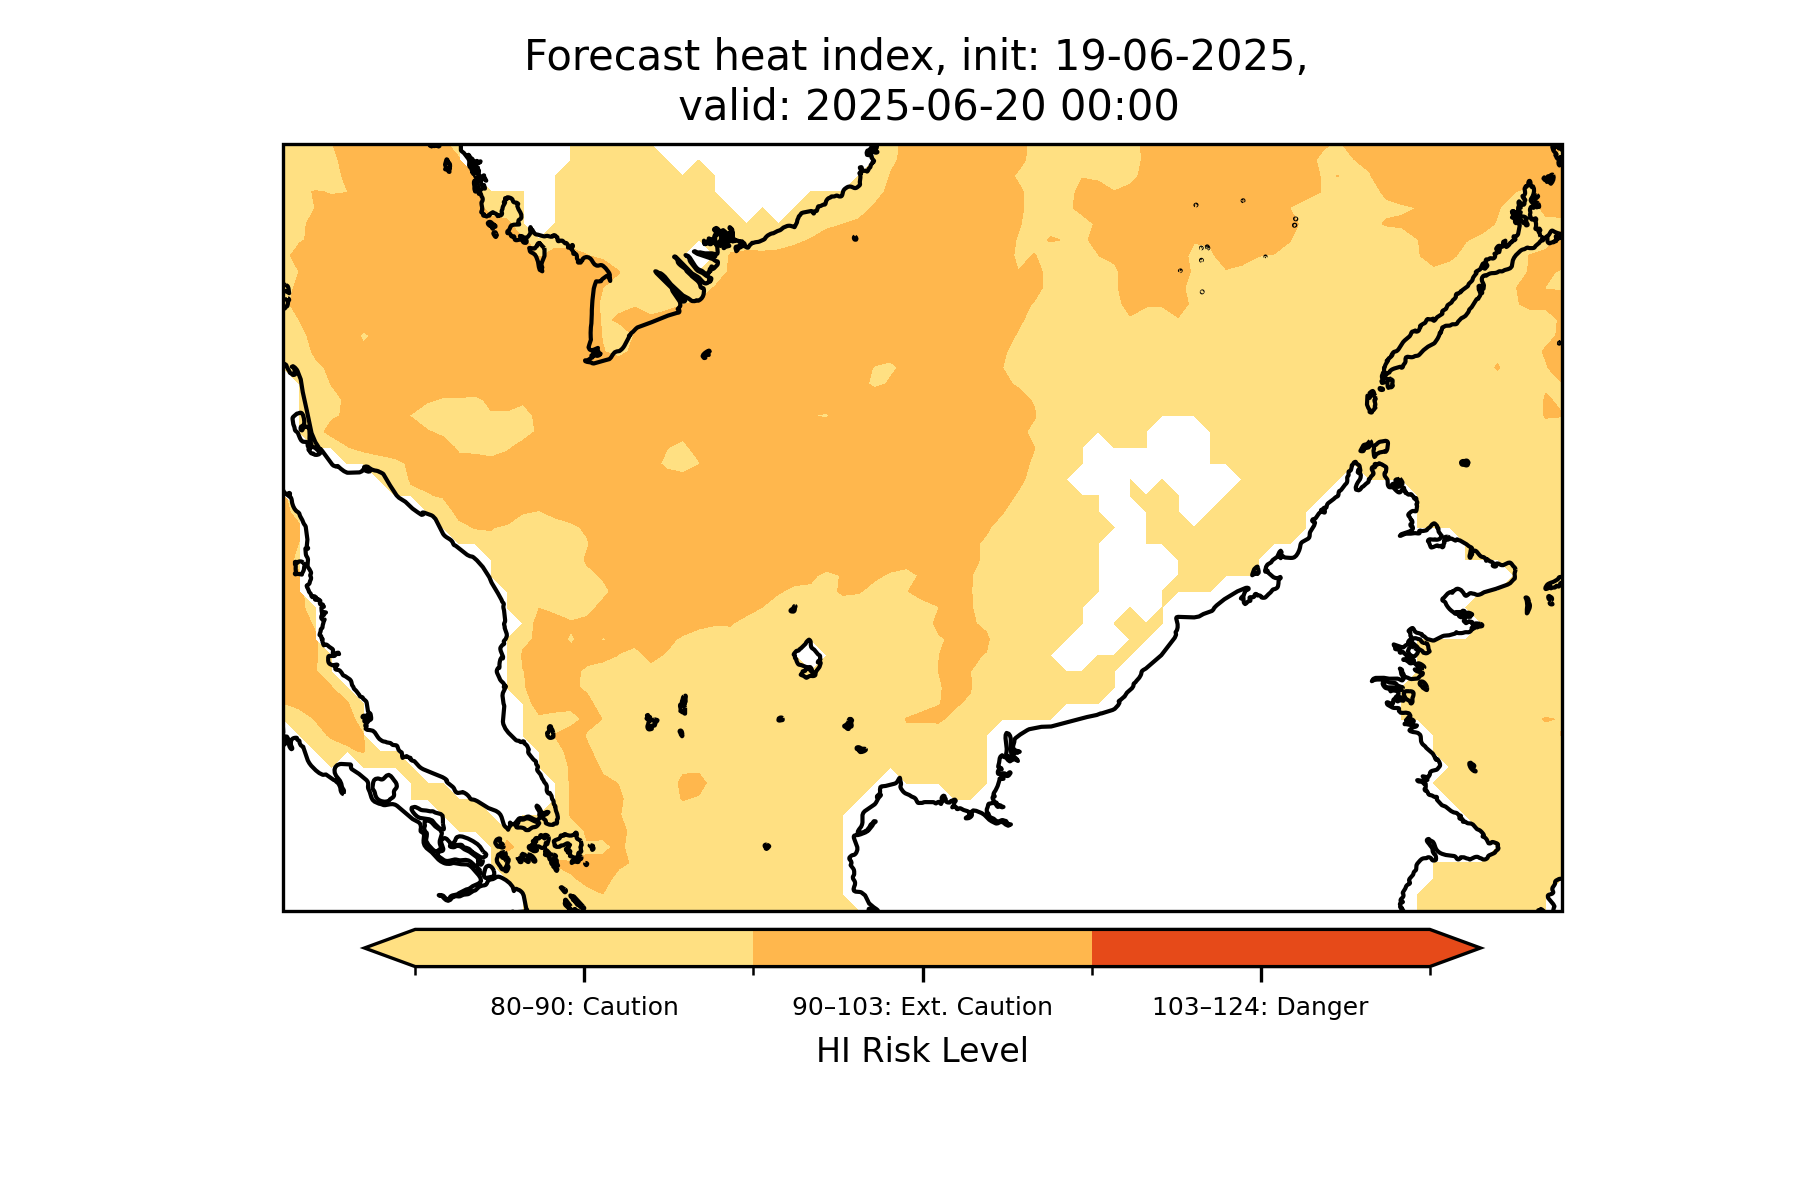 Forecast heat index, init: 19-06-2025,
valid: 2025-06-20 00:00
80–90: Caution
90–103: Ext. Caution
103–124: Danger
HI Risk Level